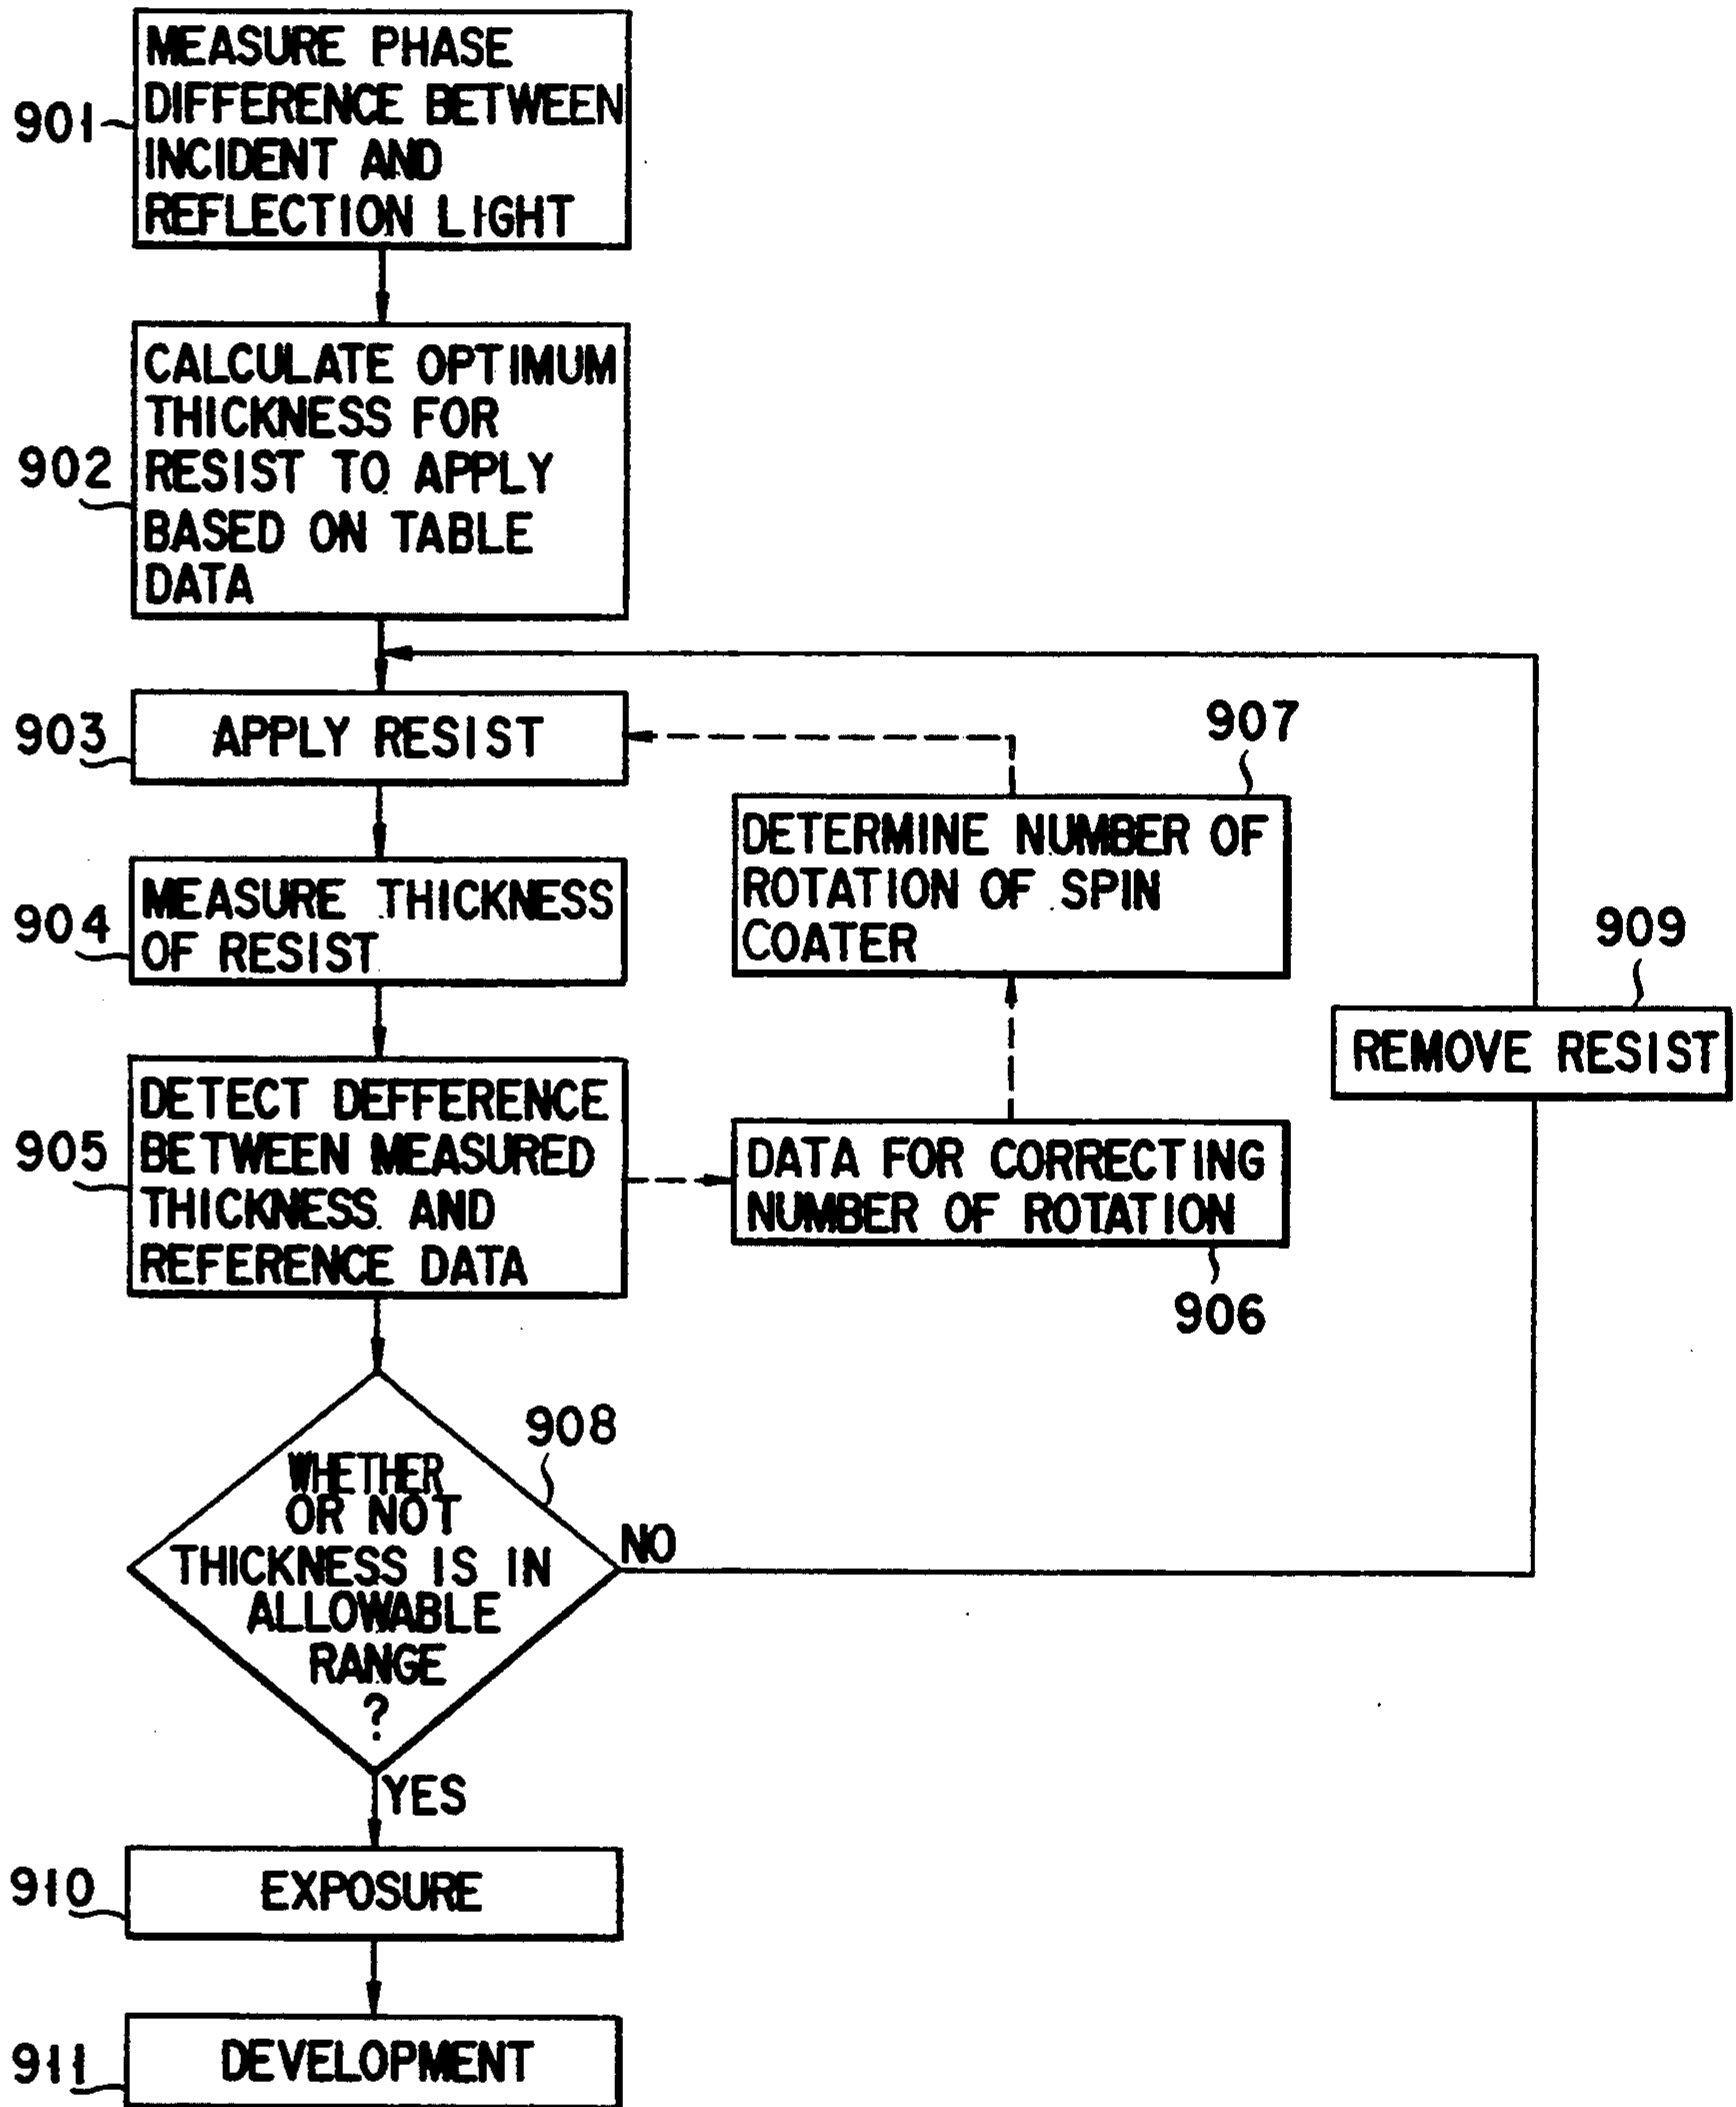 901
MEASURE PHASE
DIFFERENCE BETWEEN
INCIDENT AND
REFLECTION LIGHT
902
CALCULATE OPTIMUM
THICKNESS FOR
RESIST TO APPLY
BASED ON TABLE
DATA
903
APPLY RESIST
904
MEASURE THICKNESS
OF RESIST
905
DETECT DEFFERENCE
BETWEEN MEASURED
THICKNESS AND
REFERENCE DATA
907
DETERMINE NUMBER OF
ROTATION OF SPIN
COATER
DATA FOR CORRECTING
NUMBER OF ROTATION
906
909
REMOVE RESIST
908
WHETHER
OR NOT
THICKNESS IS IN
ALLOWABLE
RANGE
?
NO
YES
910
EXPOSURE
911
DEVELOPMENT